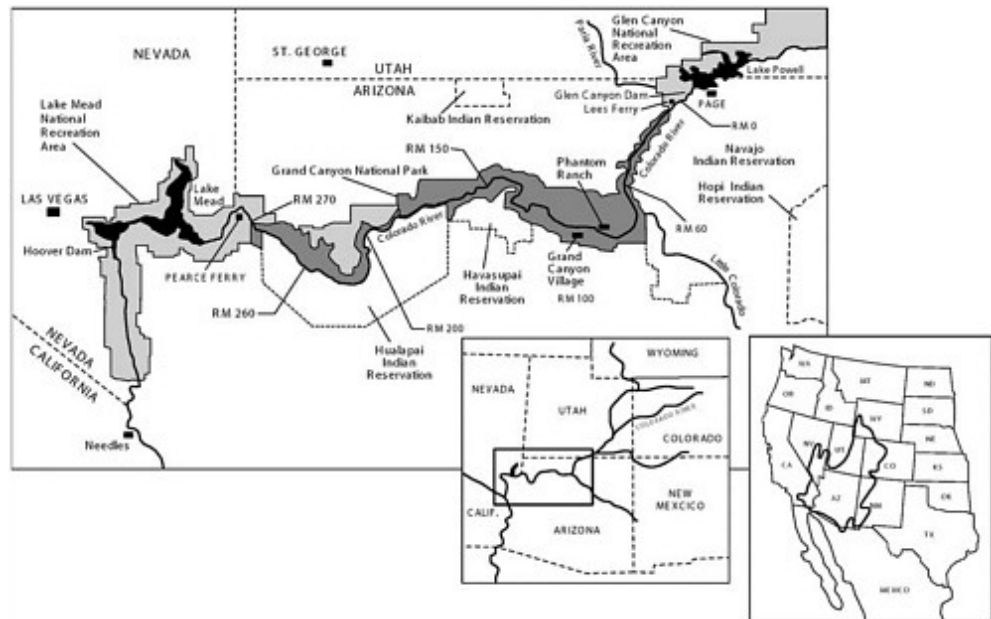 NEVADA
ST. GEORGE
UTAH
ARIZONA
Paria River
Glen Canyon
National
Recreation
Area
Lake Powell
Glen Canyon Dam
Lees Ferry
PAGE
RM 0
Kaibab Indian Reservation
Lake Mead
National
Recreation
Area
RM 150
Colorado River
Navajo
Indian Reservation
Grand Canyon National Park
Phantom
Ranch
Hopi Indian
Reservation
LAS VEGAS
Lake
Mead
RM 270
Colorado River
RM 60
Hoover Dam
PEARCE FERRY
Havasupai
Indian
Reservation
Grand
Canyon
Village
RM 100
Little Colorado
RM 260
RM 200
Hualapai
Indian
Reservation
NEVADA
CALIFORNIA
Needles
WYOMING
NEVADA
UTAH
COLORADO RIVER
COLORADO
CALIF.
ARIZONA
NEW
MEMCICO
WA
MT
ND
OR
ID
SD
WY
NE
NV
UT
CA
CO
KS
AZ
NM
OK
TX
MEXICO